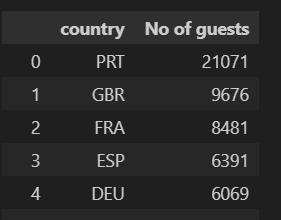 country No of guests
0 PRT 21071
1 GBR 9676
2 FRA 8481
3 ESP 6391
4 DEU 6069